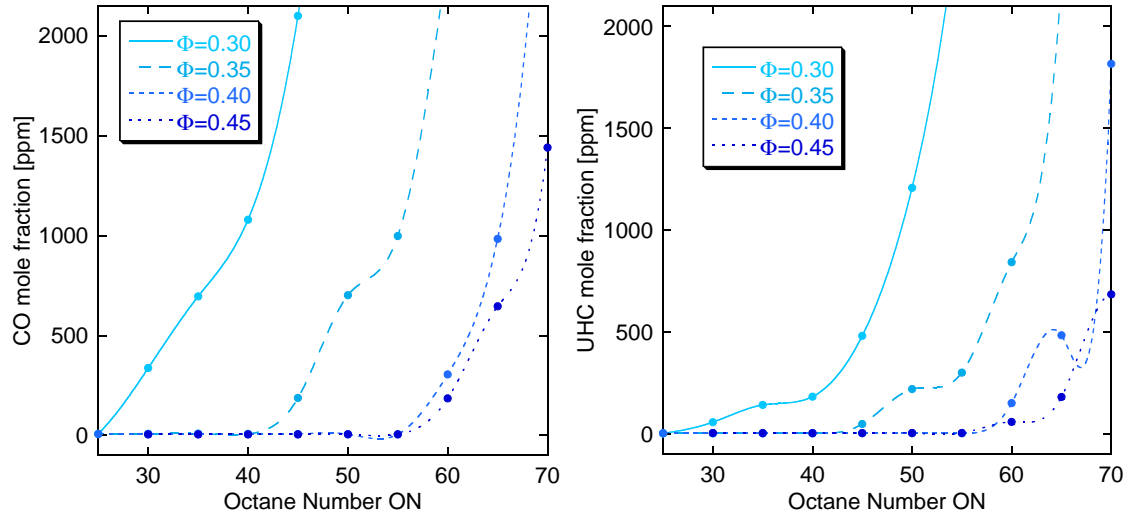 CO mole fraction [ppm]
2000
1500
1000
500
0
Φ=0.30
Φ=0.35
Φ=0.40
Φ=0.45
30 40 50 60 70
Octane Number ON
UHC mole fraction [ppm]
2000
1500
1000
500
0
Φ=0.30
Φ=0.35
Φ=0.40
Φ=0.45
30 40 50 60 70
Octane Number ON